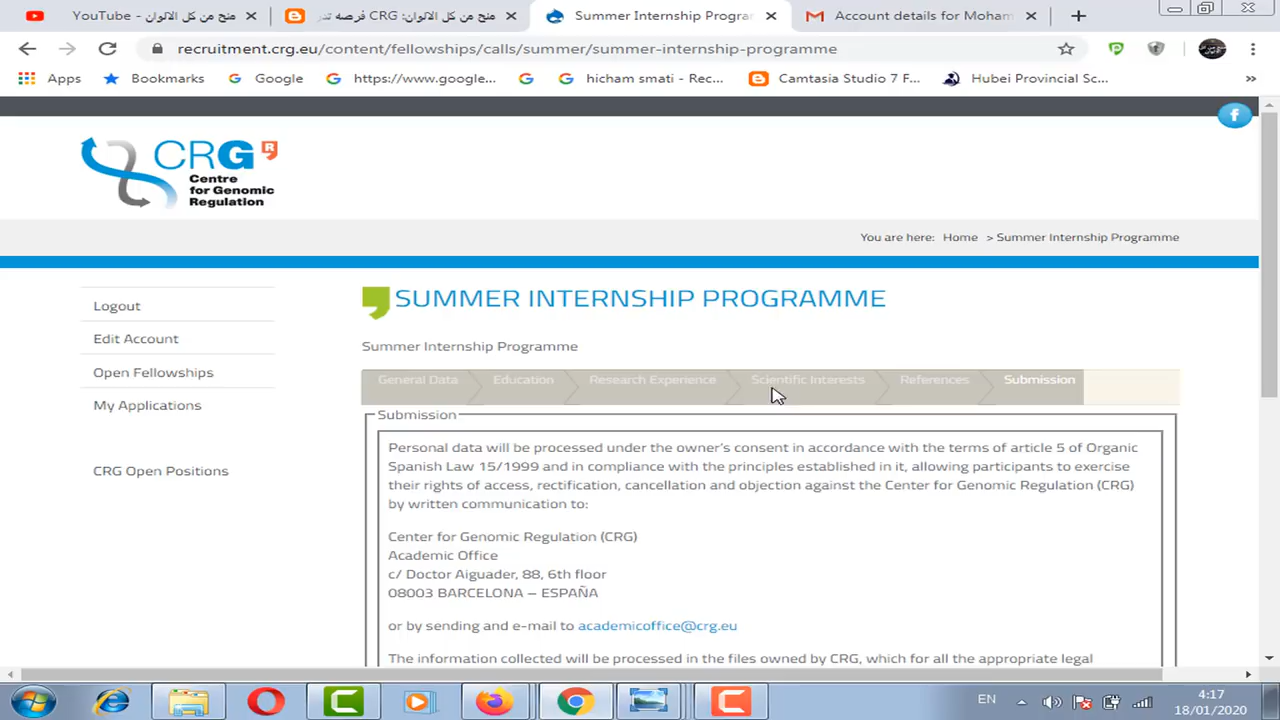 YouTube - منح من كل الالوان
منح من كل الالوان: CRG فرصه تدر
Summer Internship Progra
Account details for Moham
recruitment.crg.eu/content/fellowships/calls/summer/summer-internship-programme
Apps
Bookmarks
Google
https://www.google...
hicham smati - Rec...
Camtasia Studio 7 F...
Hubei Provincial Sc...
»
f
CRG R
Centre
for Genomic
Regulation
You are here: Home > Summer Internship Programme
Logout
Edit Account
Open Fellowships
My Applications
CRG Open Positions
SUMMER INTERNSHIP PROGRAMME
Summer Internship Programme
General Data Education Research Experience Scientific Interests References Submission
Submission
Personal data will be processed under the owner's consent in accordance with the terms of article 5 of Organic
Spanish Law 15/1999 and in compliance with the principles established in it, allowing participants to exercise
their rights of access, rectification, cancellation and objection against the Center for Genomic Regulation (CRG)
by written communication to:
Center for Genomic Regulation (CRG)
Academic Office
c/ Doctor Aiguader, 88, 6th floor
08003 BARCELONA – ESPAÑA
or by sending and e-mail to academicoffice@crg.eu
The information collected will be processed in the files owned by CRG, which for all the appropriate legal
EN
4:17
18/01/2020